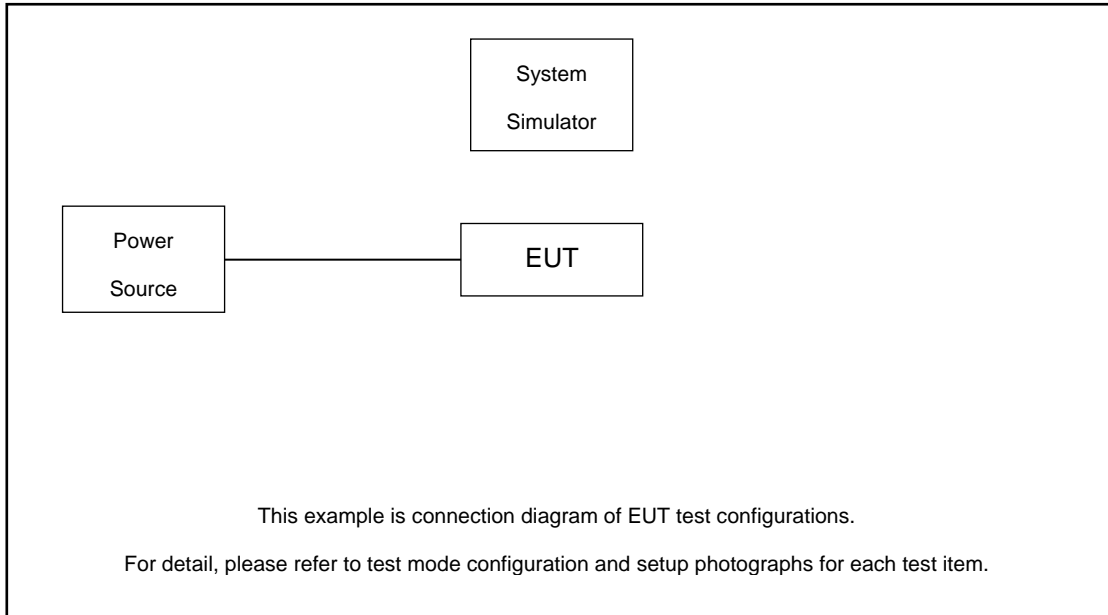 System
Simulator
Power
Source
EUT
This example is connection diagram of EUT test configurations.
For detail, please refer to test mode configuration and setup photographs for each test item.